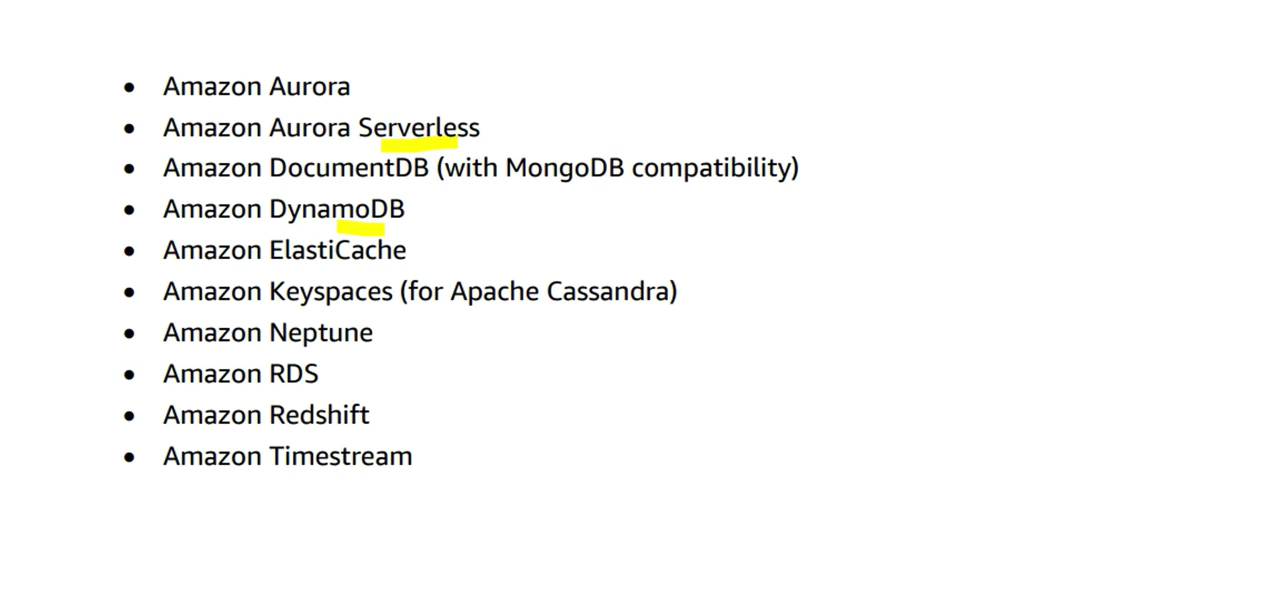 • Amazon Aurora
• Amazon Aurora Serverless
• Amazon DocumentDB (with MongoDB compatibility)
• Amazon DynamoDB
• Amazon ElastiCache
• Amazon Keyspaces (for Apache Cassandra)
• Amazon Neptune
• Amazon RDS
• Amazon Redshift
• Amazon Timestream